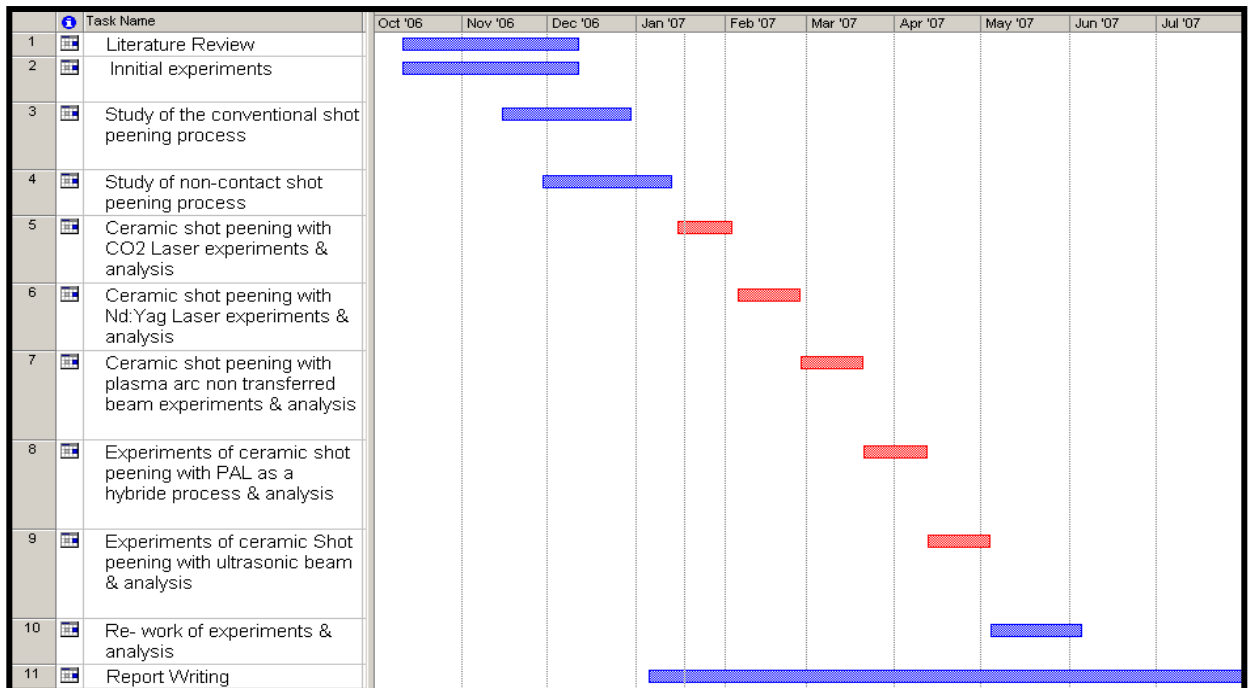 Task Name
Oct '06 Nov '06 Dec '06 Jan '07 Feb '07 Mar '07 Apr '07 May '07 Jun '07 Jul '07
1 Literature Review
2 Innitial experiments
3 Study of the conventional shot
peening process
4 Study of non-contact shot
peening process
5 Ceramic shot peening with
CO2 Laser experiments &
analysis
6 Ceramic shot peening with
Nd:Yag Laser experiments &
analysis
7 Ceramic shot peening with
plasma arc non transferred
beam experiments & analysis
8 Experiments of ceramic shot
peening with PAL as a
hybride process & analysis
9 Experiments of ceramic Shot
peening with ultrasonic beam
& analysis
10 Re- work of experiments &
analysis
11 Report Writing